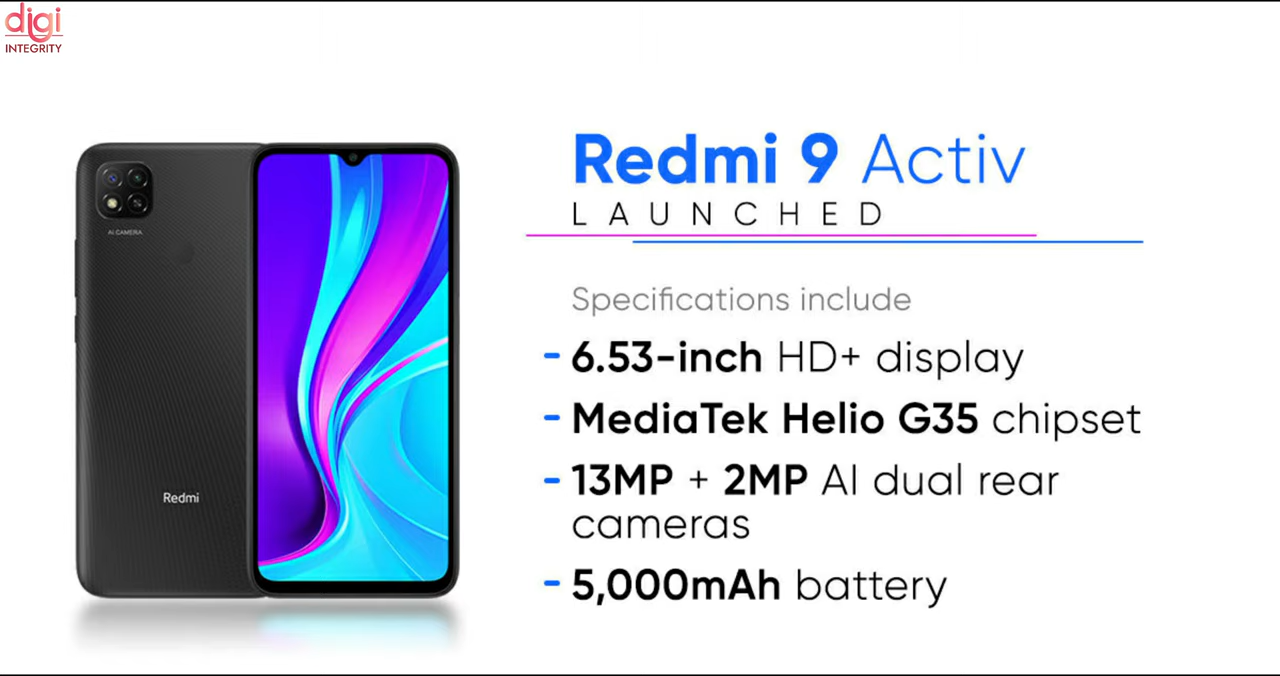 digi
INTEGRITY
Redmi 9 Activ
LAUNCHED
Specifications include
- 6.53-inch HD+ display
- MediaTek Helio G35 chipset
- 13MP + 2MP AI dual rear
cameras
- 5,000mAh battery
AI CAMERA
Redmi